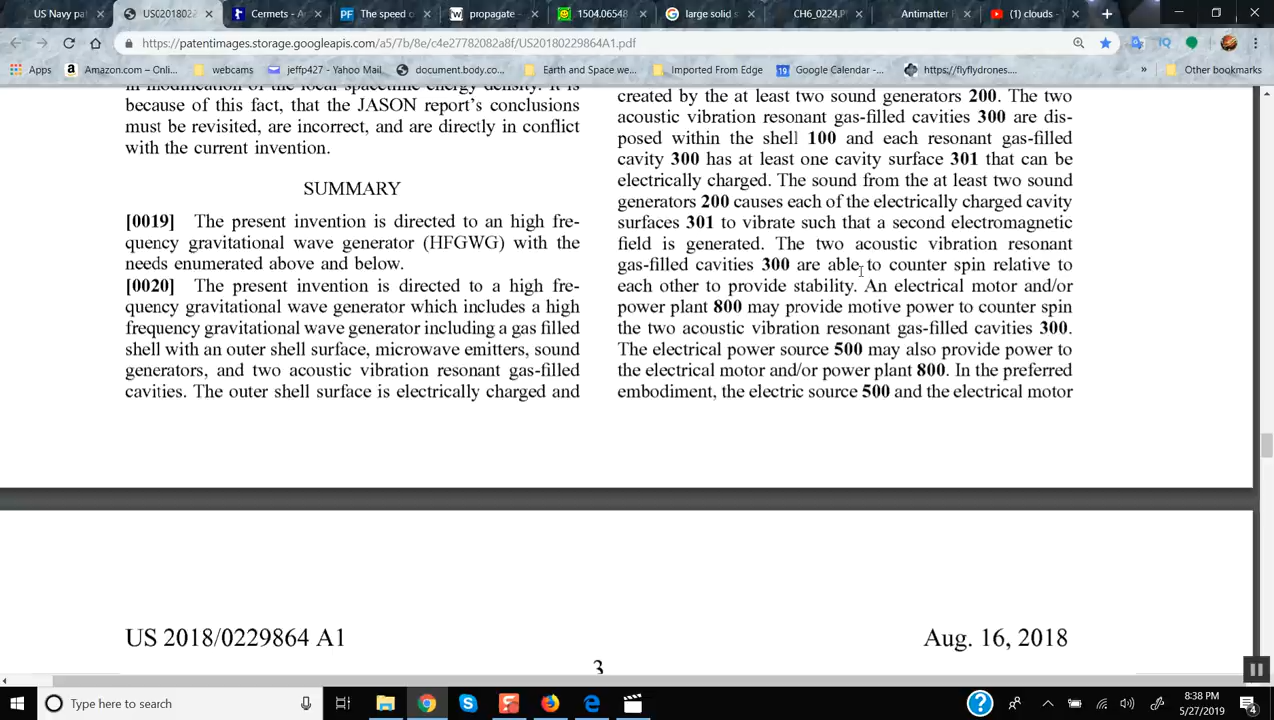 US Navy pa
US02018022
Cermets - A
The speed o
propagate -
1504.06548
large solid s
CH6_0224.P
Antimatter F
(1) clouds -
https://patentimages.storage.googleapis.com/a5/7b/8e/c4e27782082a8f/US20180229864A1.pdf
Apps
Amazon.com – Onli...
webcams
jeffp427 - Yahoo Mail
document.body.co...
Earth and Space we...
Imported From Edge
Google Calendar -...
https://flyflydrones....
»
Other bookmarks
in modification of the local spacetime energy density. It is
because of this fact, that the JASON report's conclusions
must be revisited, are incorrect, and are directly in conflict
with the current invention.
SUMMARY
[0019] The present invention is directed to an high fre-
quency gravitational wave generator (HFGWG) with the
needs enumerated above and below.
[0020] The present invention is directed to a high fre-
quency gravitational wave generator which includes a high
frequency gravitational wave generator including a gas filled
shell with an outer shell surface, microwave emitters, sound
generators, and two acoustic vibration resonant gas-filled
cavities. The outer shell surface is electrically charged and
created by the at least two sound generators 200. The two
acoustic vibration resonant gas-filled cavities 300 are dis-
posed within the shell 100 and each resonant gas-filled
cavity 300 has at least one cavity surface 301 that can be
electrically charged. The sound from the at least two sound
generators 200 causes each of the electrically charged cavity
surfaces 301 to vibrate such that a second electromagnetic
field is generated. The two acoustic vibration resonant
gas-filled cavities 300 are able to counter spin relative to
each other to provide stability. An electrical motor and/or
power plant 800 may provide motive power to counter spin
the two acoustic vibration resonant gas-filled cavities 300.
The electrical power source 500 may also provide power to
the electrical motor and/or power plant 800. In the preferred
embodiment, the electric source 500 and the electrical motor
US 2018/0229864 A1
Aug. 16, 2018
3
Type here to search
8:38 PM
5/27/2019
4